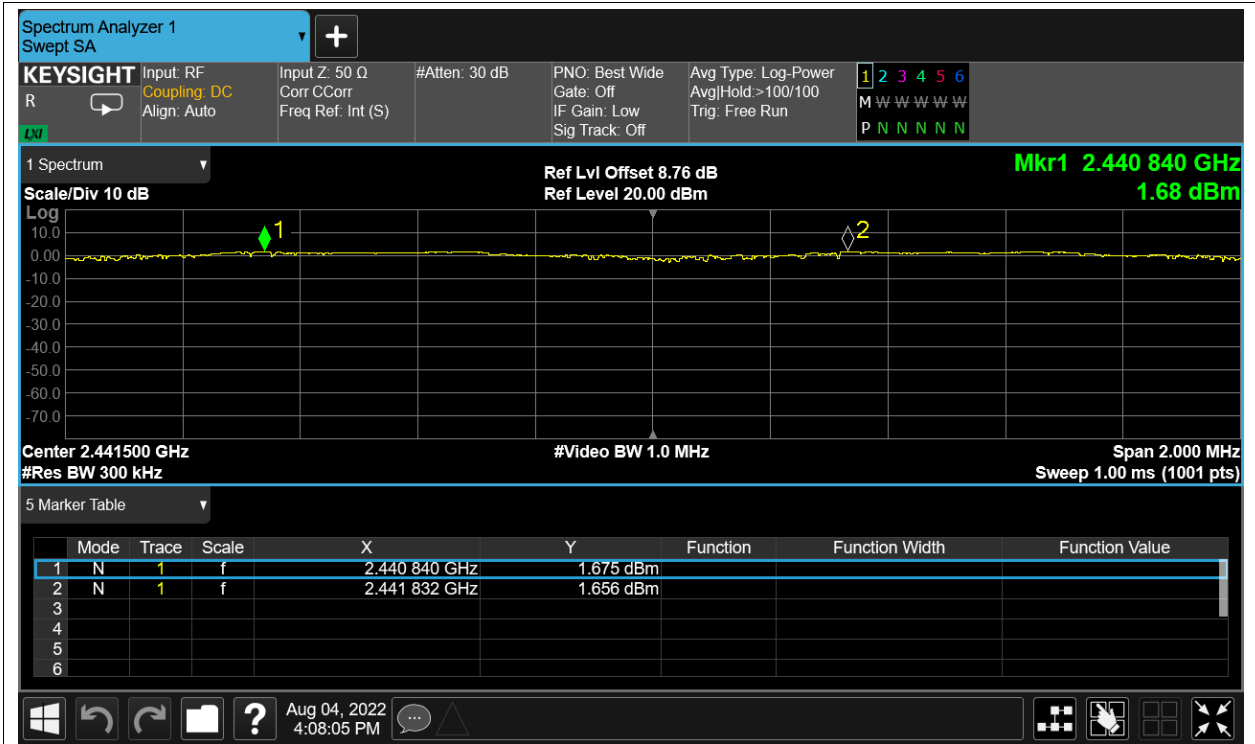 Spectrum Analyzer 1
Swept SA
+
KEYSIGHT
R
LXI
Input: RF
Coupling: DC
Align: Auto
Input Z: 50 Ω
Corr CCorr
Freq Ref: Int (S)
#Atten: 30 dB
PNO: Best Wide
Gate: Off
IF Gain: Low
Sig Track: Off
Avg Type: Log-Power
Avg|Hold:>100/100
Trig: Free Run
1 2 3 4 5 6
M W W W W W
P N N N N N
1 Spectrum
Scale/Div 10 dB
Ref Lvl Offset 8.76 dB
Ref Level 20.00 dBm
Mkr1 2.440 840 GHz
1.68 dBm
Log
10.0
0.00
-10.0
-20.0
-30.0
-40.0
-50.0
-60.0
-70.0
1
2
Center 2.441500 GHz
#Res BW 300 kHz
#Video BW 1.0 MHz
Span 2.000 MHz
Sweep 1.00 ms (1001 pts)
5 Marker Table
Mode Trace Scale X Y Function Function Width Function Value
1 N 1 f 2.440 840 GHz 1.675 dBm
2 N 1 f 2.441 832 GHz 1.656 dBm
3
4
5
6
?
Aug 04, 2022
4:08:05 PM